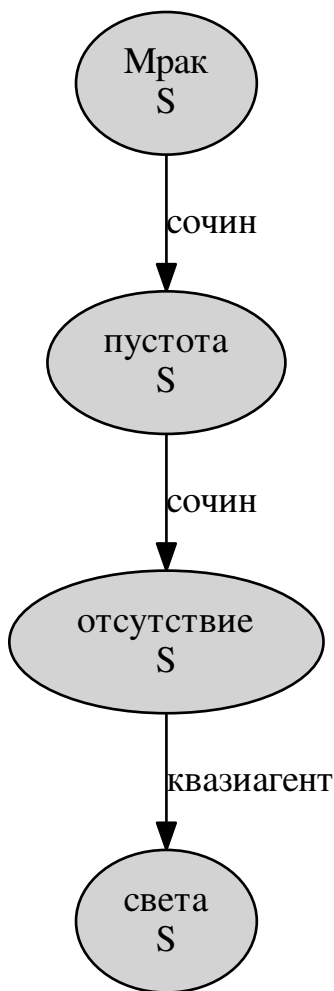 Мрак
S
сочин
пустота
S
сочин
отсутствие
S
квазиагент
света
S